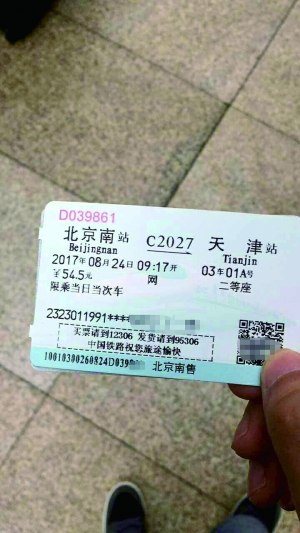 D039861
北京南站 C2027 天津站
Beijingnan Tianjin
2017年08月24日09:17开 03车01A号
¥54.5元 网 二等座
限乘当日当次车
2323011991***
买票请到12306 发货请到95306
中国铁路祝您旅途愉快
10010300260824D039 北京南售